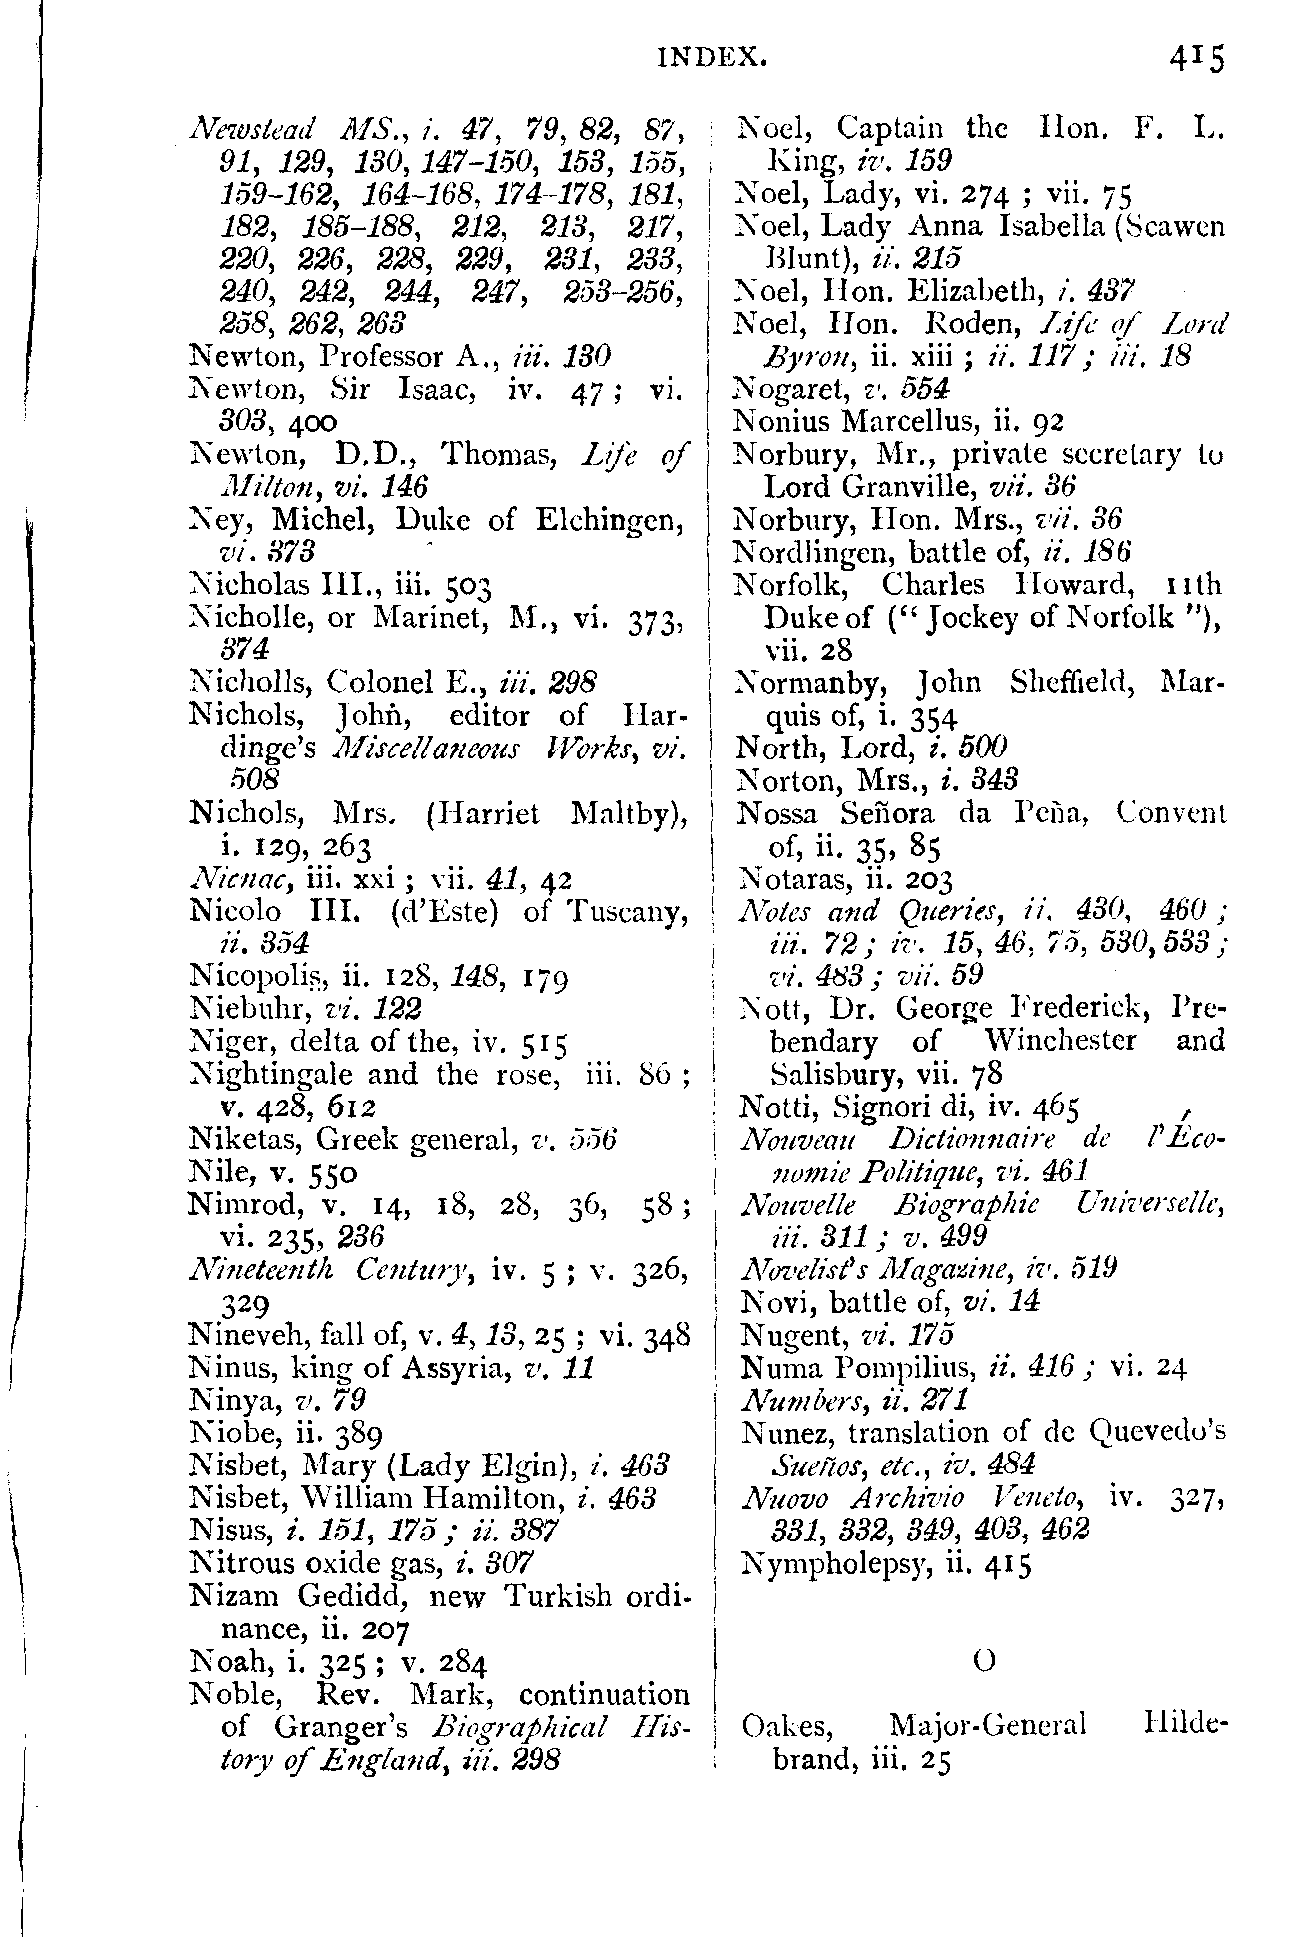 INDEX. 415
Newstead MS., i. 47, 79, 82, 87,
91, 129, 130, 147–150, 153, 155,
159–162, 164–168, 174–178, 181,
182, 185–188, 212, 213, 217,
220, 226, 228, 229, 231, 233,
240, 242, 244, 247, 253–256,
258, 262, 263
Newton, Professor A., iii. 130
Newton, Sir Isaac, iv. 47; vi.
303, 400
Newton, D.D., Thomas, Life of
Milton, vi. 146
Ney, Michel, Duke of Elchingen,
vi. 373
Nicholas III., iii. 503
Nicholle, or Marinet, M., vi. 373,
374
Nicholls, Colonel E., iii. 298
Nichols, John, editor of Har-
dinge's Miscellaneous Works, vi.
508
Nichols, Mrs. (Harriet Maltby),
i. 129, 263
Nicnac, iii. xxi; vii. 41, 42
Nicolo III. (d'Este) of Tuscany,
ii. 354
Nicopolis, ii. 128, 148, 179
Niebuhr, vi. 122
Niger, delta of the, iv. 515
Nightingale and the rose, iii. 86;
v. 428, 612
Niketas, Greek general, v. 556
Nile, v. 550
Nimrod, v. 14, 18, 28, 36, 58;
vi. 235, 236
Nineteenth Century, iv. 5; v. 326,
329
Nineveh, fall of, v. 4, 13, 25; vi. 348
Ninus, king of Assyria, v. 11
Ninya, v. 79
Niobe, ii. 389
Nisbet, Mary (Lady Elgin), i. 463
Nisbet, William Hamilton, i. 463
Nisus, i. 151, 175; ii. 387
Nitrous oxide gas, i. 307
Nizam Gedidd, new Turkish ordi-
nance, ii. 207
Noah, i. 325; v. 284
Noble, Rev. Mark, continuation
of Granger's Biographical His-
tory of England, iii. 298
Noel, Captain the Hon. F. L.
King, iv. 159
Noel, Lady, vi. 274; vii. 75
Noel, Lady Anna Isabella (Scawen
Blunt), ii. 215
Noel, Hon. Elizabeth, i. 437
Noel, Hon. Roden, Life of Lord
Byron, ii. xiii; ii. 117; iii. 18
Nogaret, v. 554
Nonius Marcellus, ii. 92
Norbury, Mr., private secretary to
Lord Granville, vii. 36
Norbury, Hon. Mrs., vii. 36
Nordlingen, battle of, ii. 186
Norfolk, Charles Howard, 11th
Duke of ("Jockey of Norfolk"),
vii. 28
Normanby, John Sheffield, Mar-
quis of, i. 354
North, Lord, i. 500
Norton, Mrs., i. 343
Nossa Señora da Peña, Convent
of, ii. 35, 85
Notaras, ii. 203
Notes and Queries, ii. 430, 460;
iii. 72; iv. 15, 46, 75, 530, 533;
vi. 483; vii. 59
Nott, Dr. George Frederick, Pre-
bendary of Winchester and
Salisbury, vii. 78
Notti, Signori di, iv. 465
Nouveau Dictionnaire de l'Éco-
nomie Politique, vi. 461
Nouvelle Biographie Universelle,
iii. 311; v. 499
Novelist's Magazine, iv. 519
Novi, battle of, vi. 14
Nugent, vi. 175
Numa Pompilius, ii. 416; vi. 24
Numbers, ii. 271
Nunez, translation of de Quevedo's
Sueños, etc., iv. 484
Nuovo Archivio Veneto, iv. 327,
331, 332, 349, 403, 462
Nympholepsy, ii. 415
O
Oakes, Major-General Hilde-
brand, iii. 25